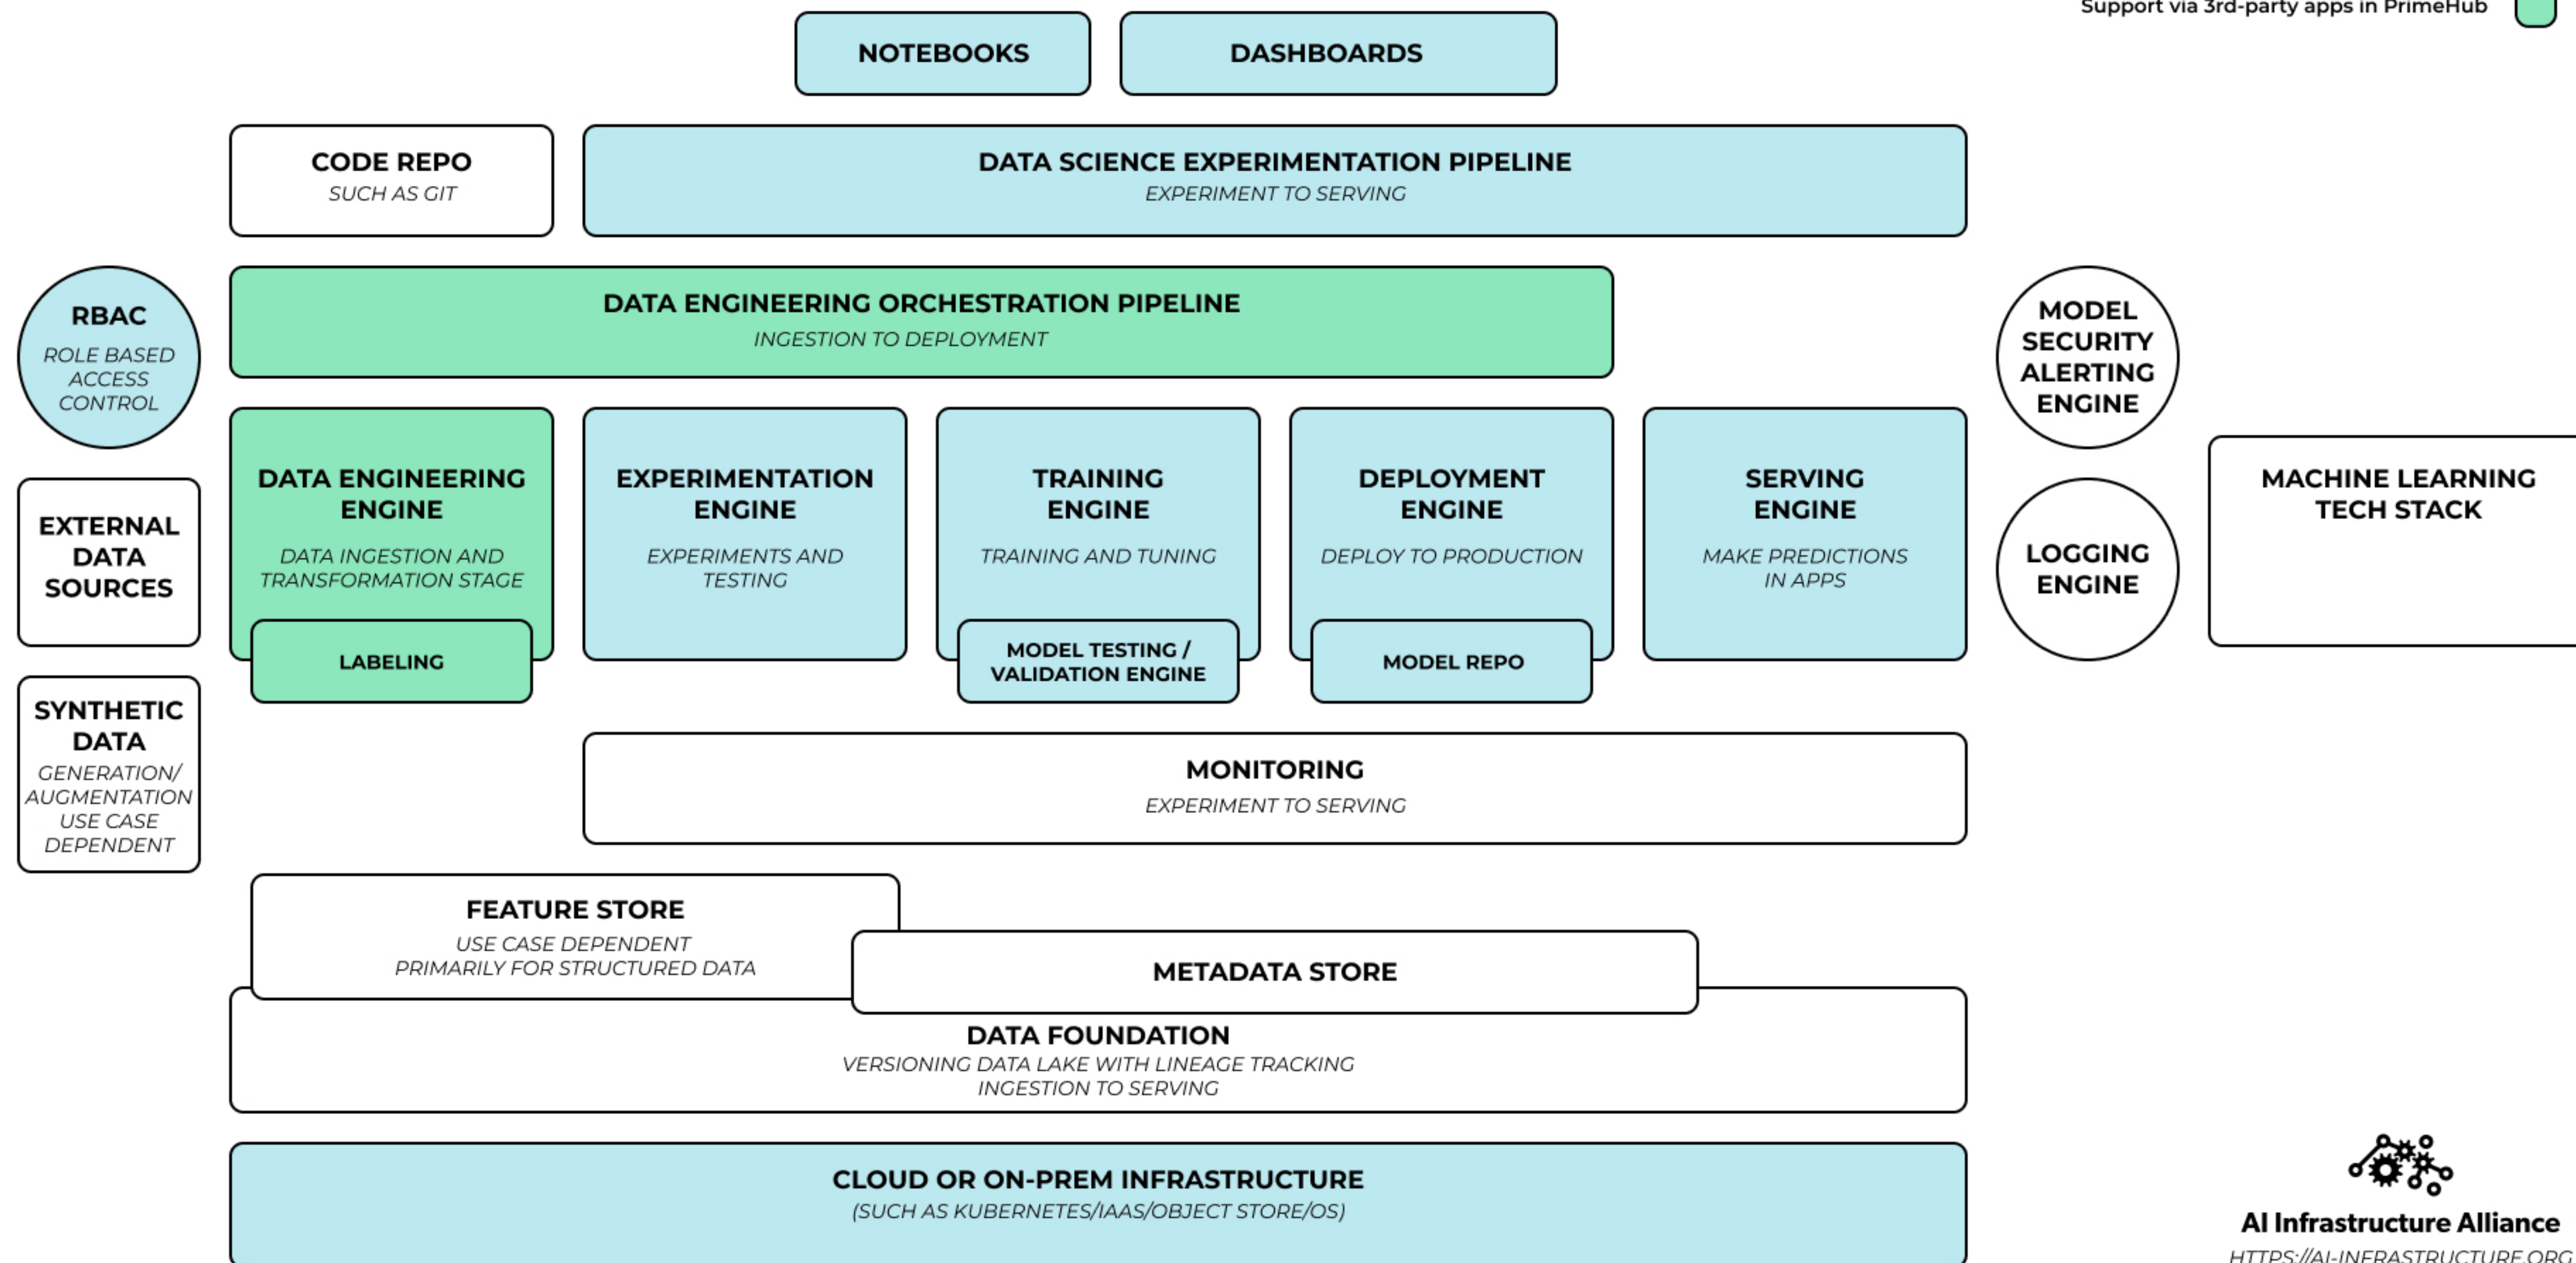 Support via 3rd-party apps in PrimeHub
NOTEBOOKS
DASHBOARDS
CODE REPO
SUCH AS GIT
DATA SCIENCE EXPERIMENTATION PIPELINE
EXPERIMENT TO SERVING
RBAC
ROLE BASED
ACCESS
CONTROL
DATA ENGINEERING ORCHESTRATION PIPELINE
INGESTION TO DEPLOYMENT
MODEL
SECURITY
ALERTING
ENGINE
EXTERNAL
DATA
SOURCES
DATA ENGINEERING
ENGINE
DATA INGESTION AND
TRANSFORMATION STAGE
LABELING
EXPERIMENTATION
ENGINE
EXPERIMENTS AND
TESTING
TRAINING
ENGINE
TRAINING AND TUNING
MODEL TESTING /
VALIDATION ENGINE
DEPLOYMENT
ENGINE
DEPLOY TO PRODUCTION
MODEL REPO
SERVING
ENGINE
MAKE PREDICTIONS
IN APPS
LOGGING
ENGINE
MACHINE LEARNING
TECH STACK
SYNTHETIC
DATA
GENERATION/
AUGMENTATION
USE CASE
DEPENDENT
MONITORING
EXPERIMENT TO SERVING
FEATURE STORE
USE CASE DEPENDENT
PRIMARILY FOR STRUCTURED DATA
METADATA STORE
DATA FOUNDATION
VERSIONING DATA LAKE WITH LINEAGE TRACKING
INGESTION TO SERVING
CLOUD OR ON-PREM INFRASTRUCTURE
(SUCH AS KUBERNETES/IAAS/OBJECT STORE/OS)
AI Infrastructure Alliance
HTTPS://AI-INFRASTRUCTURE.ORG